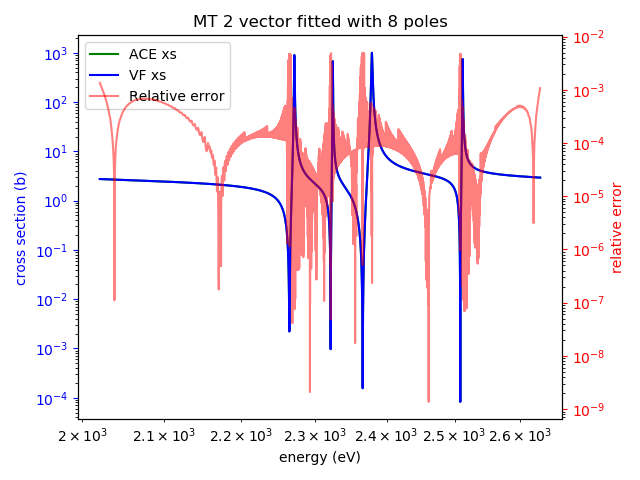 MT 2 vector fitted with 8 poles
ACE xs
VF xs
Relative error
10³
10²
10¹
10⁰
10⁻¹
10⁻²
10⁻³
10⁻⁴
cross section (b)
10⁻²
10⁻³
10⁻⁴
10⁻⁵
10⁻⁶
10⁻⁷
10⁻⁸
10⁻⁹
relative error
2 × 10³ 2.1 × 10³ 2.2 × 10³ 2.3 × 10³ 2.4 × 10³ 2.5 × 10³ 2.6 × 10³
energy (eV)